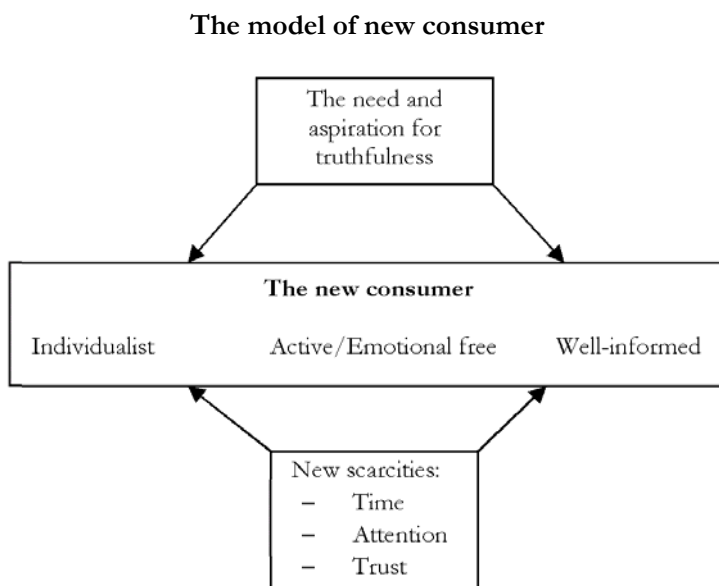 The model of new consumer
The need and
aspiration for
truthfulness
The new consumer
Individualist Active/Emotional free Well-informed
New scarcities:
– Time
– Attention
– Trust